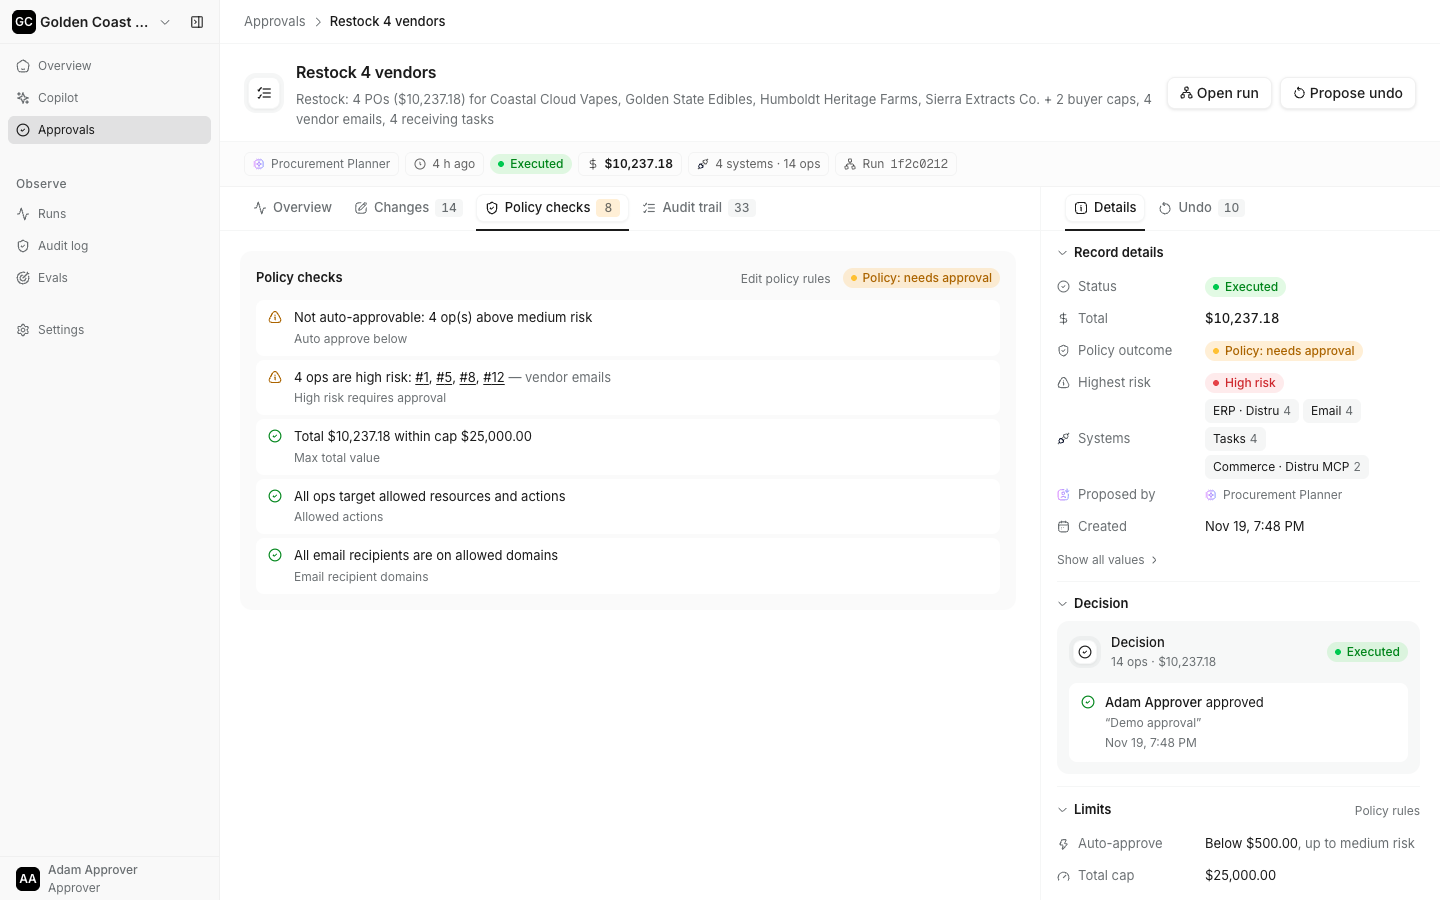 GC Golden Coast ...
Overview
Copilot
Approvals
Observe
Runs
Audit log
Evals
Settings
AA
Adam Approver
Approver
Approvals Restock 4 vendors
Restock 4 vendors
Restock: 4 POs ($10,237.18) for Coastal Cloud Vapes, Golden State Edibles, Humboldt Heritage Farms, Sierra Extracts Co. + 2 buyer caps, 4
vendor emails, 4 receiving tasks
Open run
Propose undo
Procurement Planner 4 h ago Executed $10,237.18 4 systems · 14 ops Run 1f2c0212
Overview Changes 14 Policy checks 8 Audit trail 33
Policy checks Edit policy rules Policy: needs approval
Not auto-approvable: 4 op(s) above medium risk
Auto approve below
4 ops are high risk: #1, #5, #8, #12 — vendor emails
High risk requires approval
Total $10,237.18 within cap $25,000.00
Max total value
All ops target allowed resources and actions
Allowed actions
All email recipients are on allowed domains
Email recipient domains
Details Undo 10
Record details
Status Executed
Total $10,237.18
Policy outcome Policy: needs approval
Highest risk High risk
Systems
ERP · Distru 4 Email 4
Tasks 4
Commerce · Distru MCP 2
Proposed by Procurement Planner
Created Nov 19, 7:48 PM
Show all values
Decision
Decision
14 ops · $10,237.18
Executed
Adam Approver approved
“Demo approval”
Nov 19, 7:48 PM
Limits Policy rules
Auto-approve Below $500.00, up to medium risk
Total cap $25,000.00